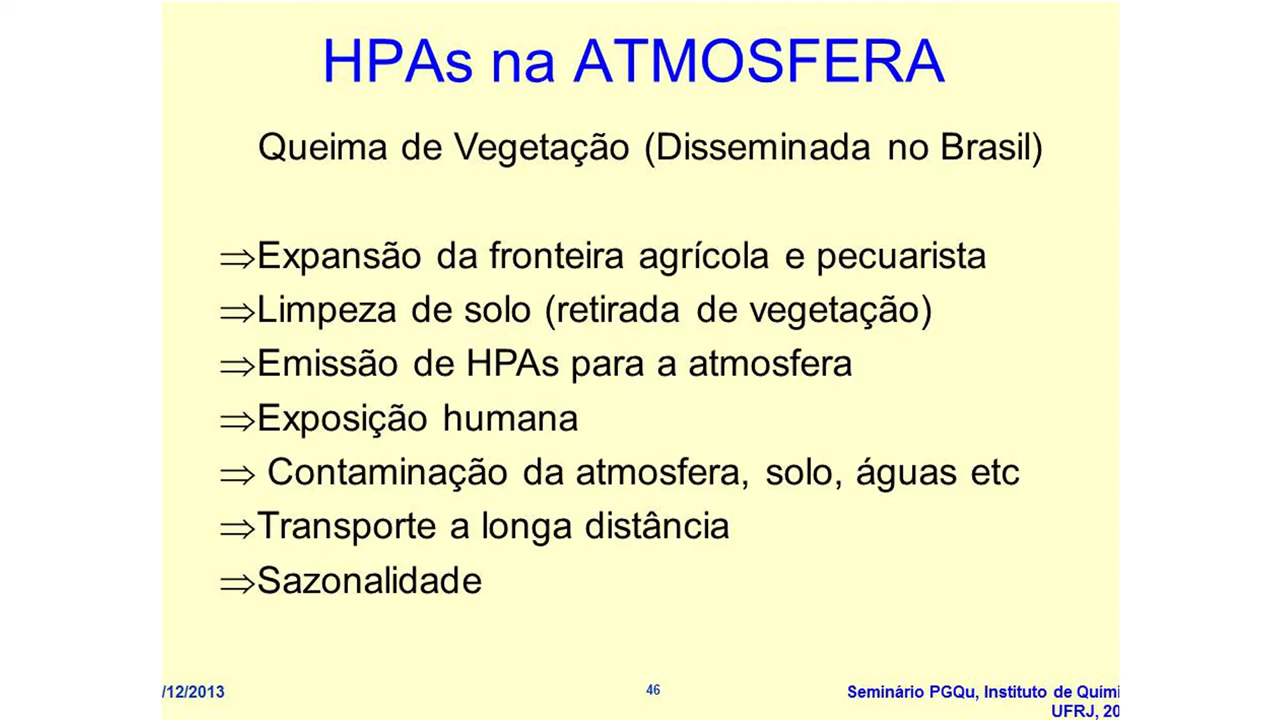 HPAs na ATMOSFERA
Queima de Vegetação (Disseminada no Brasil)
⇒Expansão da fronteira agrícola e pecuarista
⇒Limpeza de solo (retirada de vegetação)
⇒Emissão de HPAs para a atmosfera
⇒Exposição humana
⇒ Contaminação da atmosfera, solo, águas etc
⇒Transporte a longa distância
⇒Sazonalidade
/12/2013
46
Seminário PGQu, Instituto de Quími
UFRJ, 20